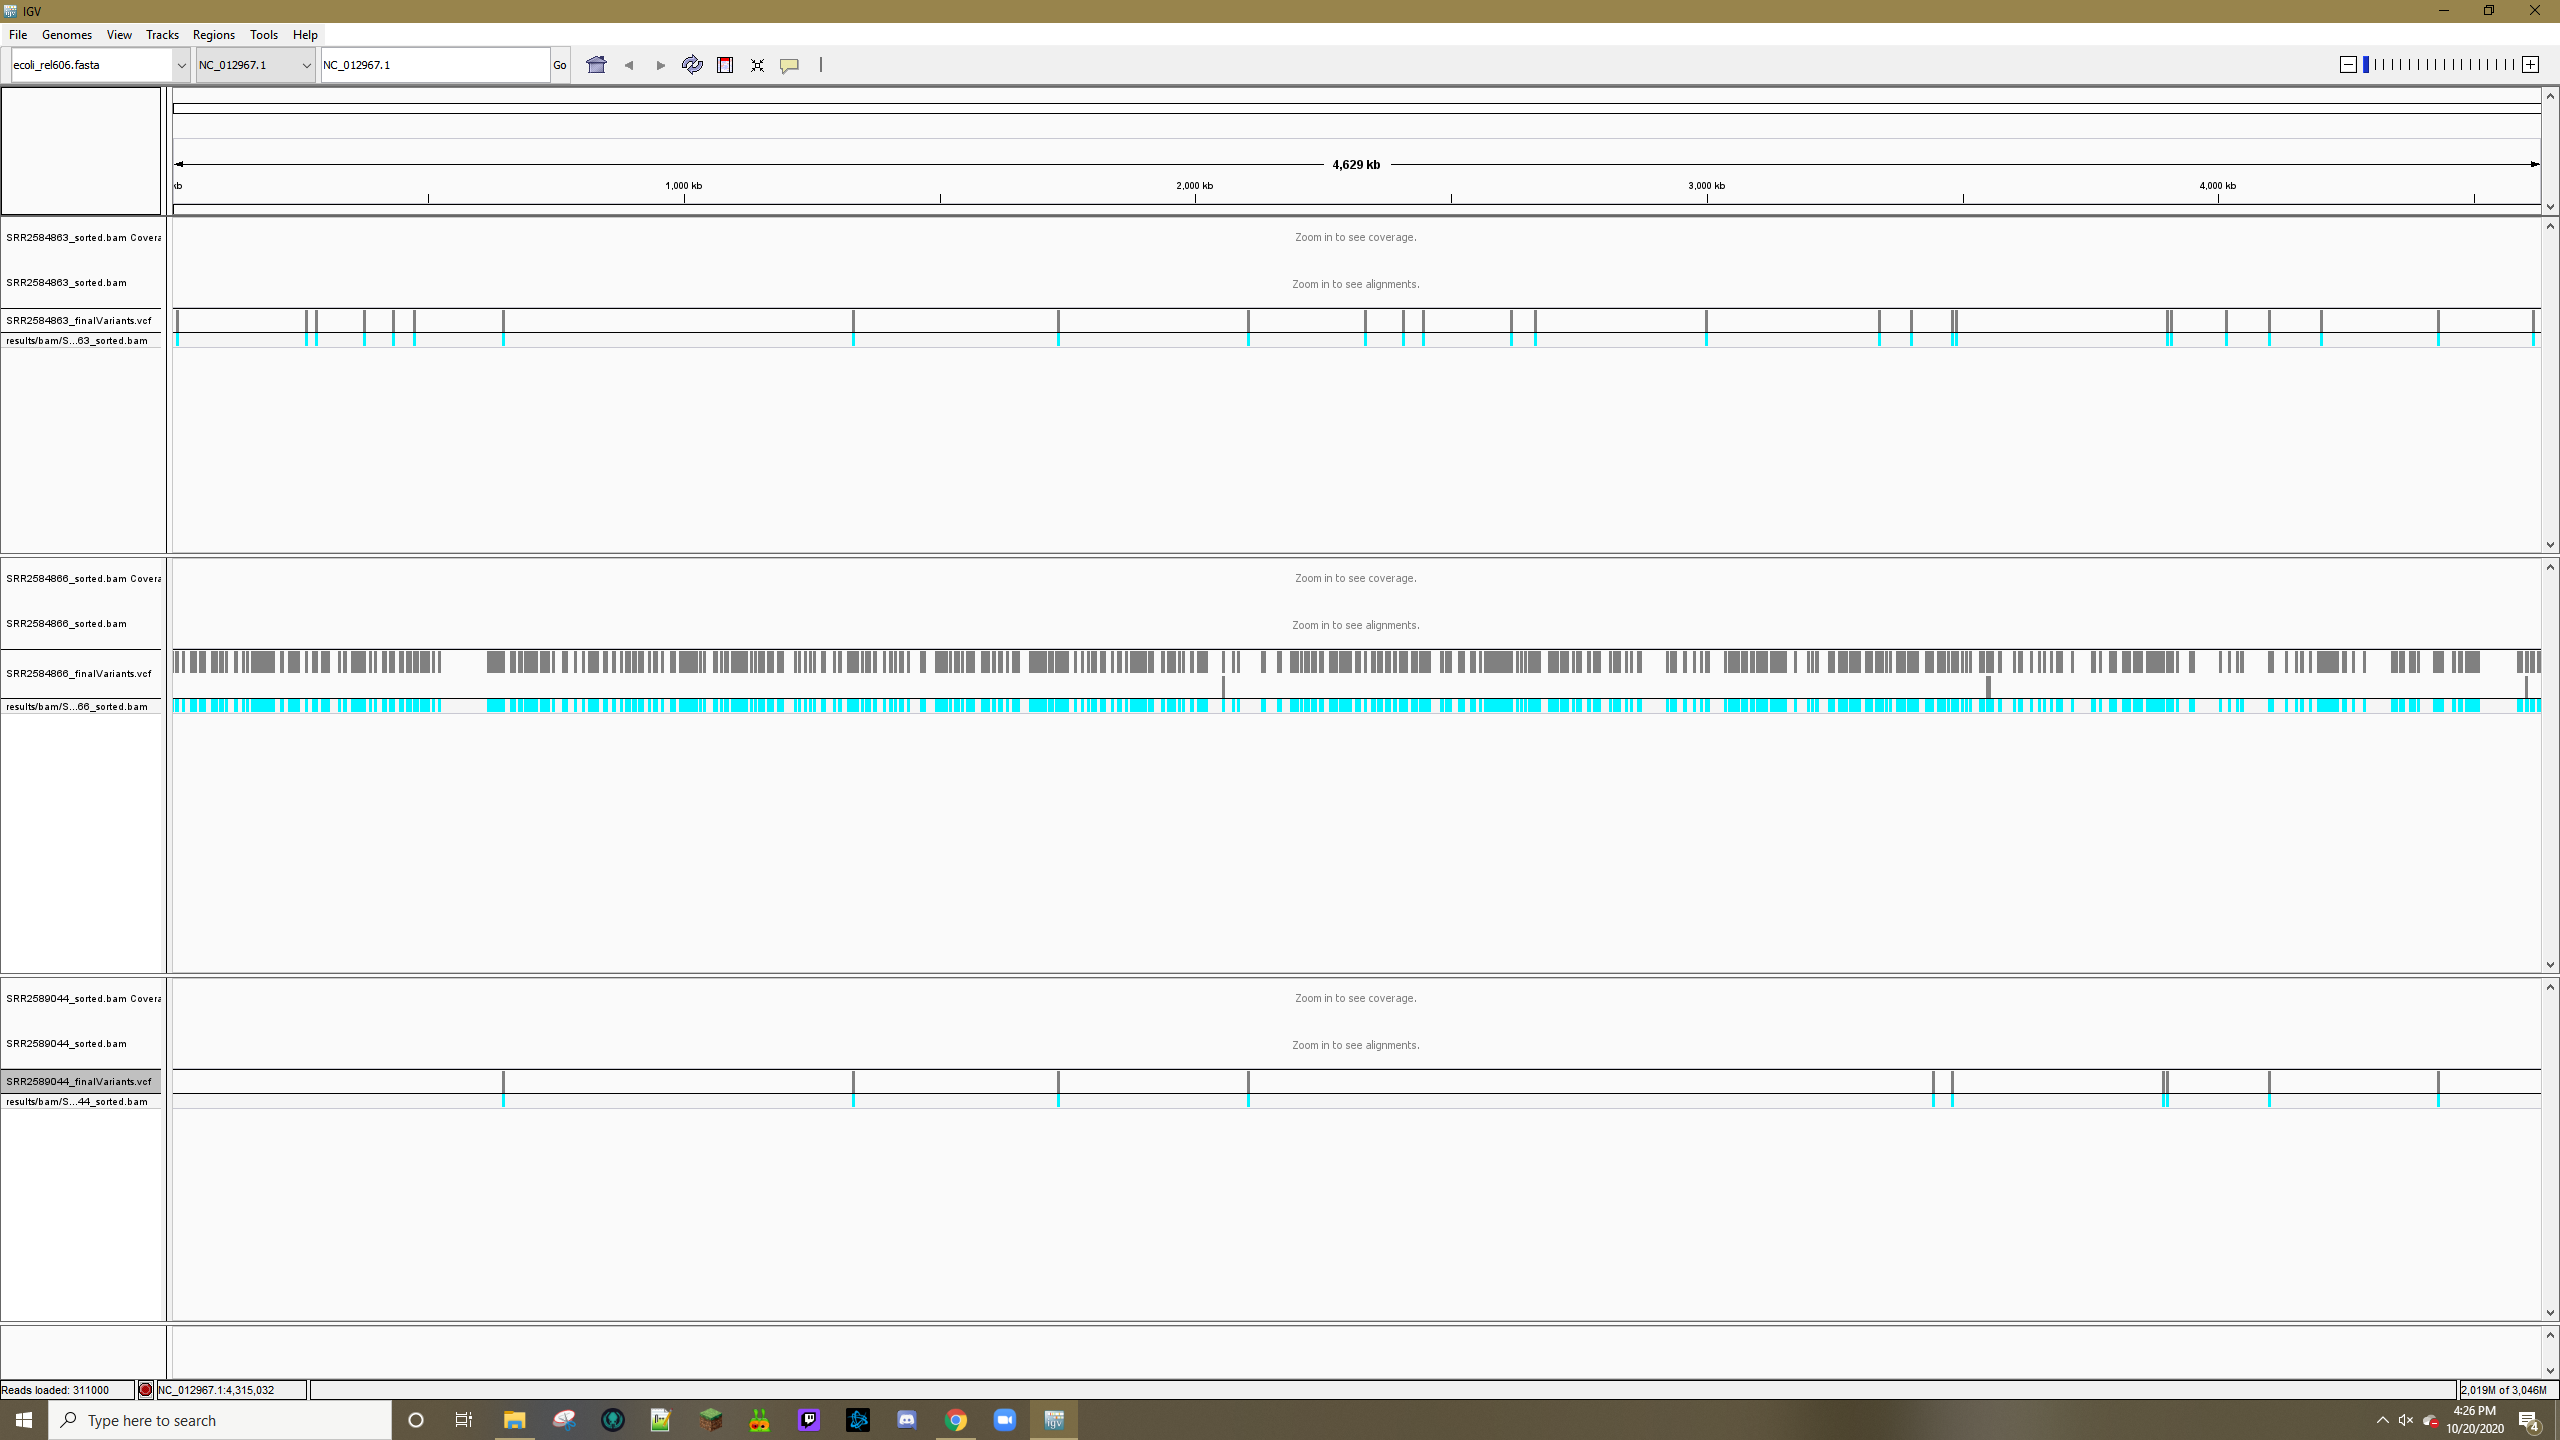 IGV
File Genomes View Tracks Regions Tools Help
ecoli_rel606.fasta NC_012967.1 NC_012967.1 Go
4,629 kb
kb 1,000 kb 2,000 kb 3,000 kb 4,000 kb
SRR2584863_sorted.bam Covera
Zoom in to see coverage.
SRR2584863_sorted.bam
Zoom in to see alignments.
SRR2584863_finalVariants.vcf
results/bam/S...63_sorted.bam
SRR2584866_sorted.bam Covera
Zoom in to see coverage.
SRR2584866_sorted.bam
Zoom in to see alignments.
SRR2584866_finalVariants.vcf
results/bam/S...66_sorted.bam
SRR2589044_sorted.bam Covera
Zoom in to see coverage.
SRR2589044_sorted.bam
Zoom in to see alignments.
SRR2589044_finalVariants.vcf
results/bam/S...44_sorted.bam
Reads loaded: 311000 NC_012967.1:4,315,032 2,019M of 3,046M
Type here to search
igv
4:26 PM
10/20/2020
4